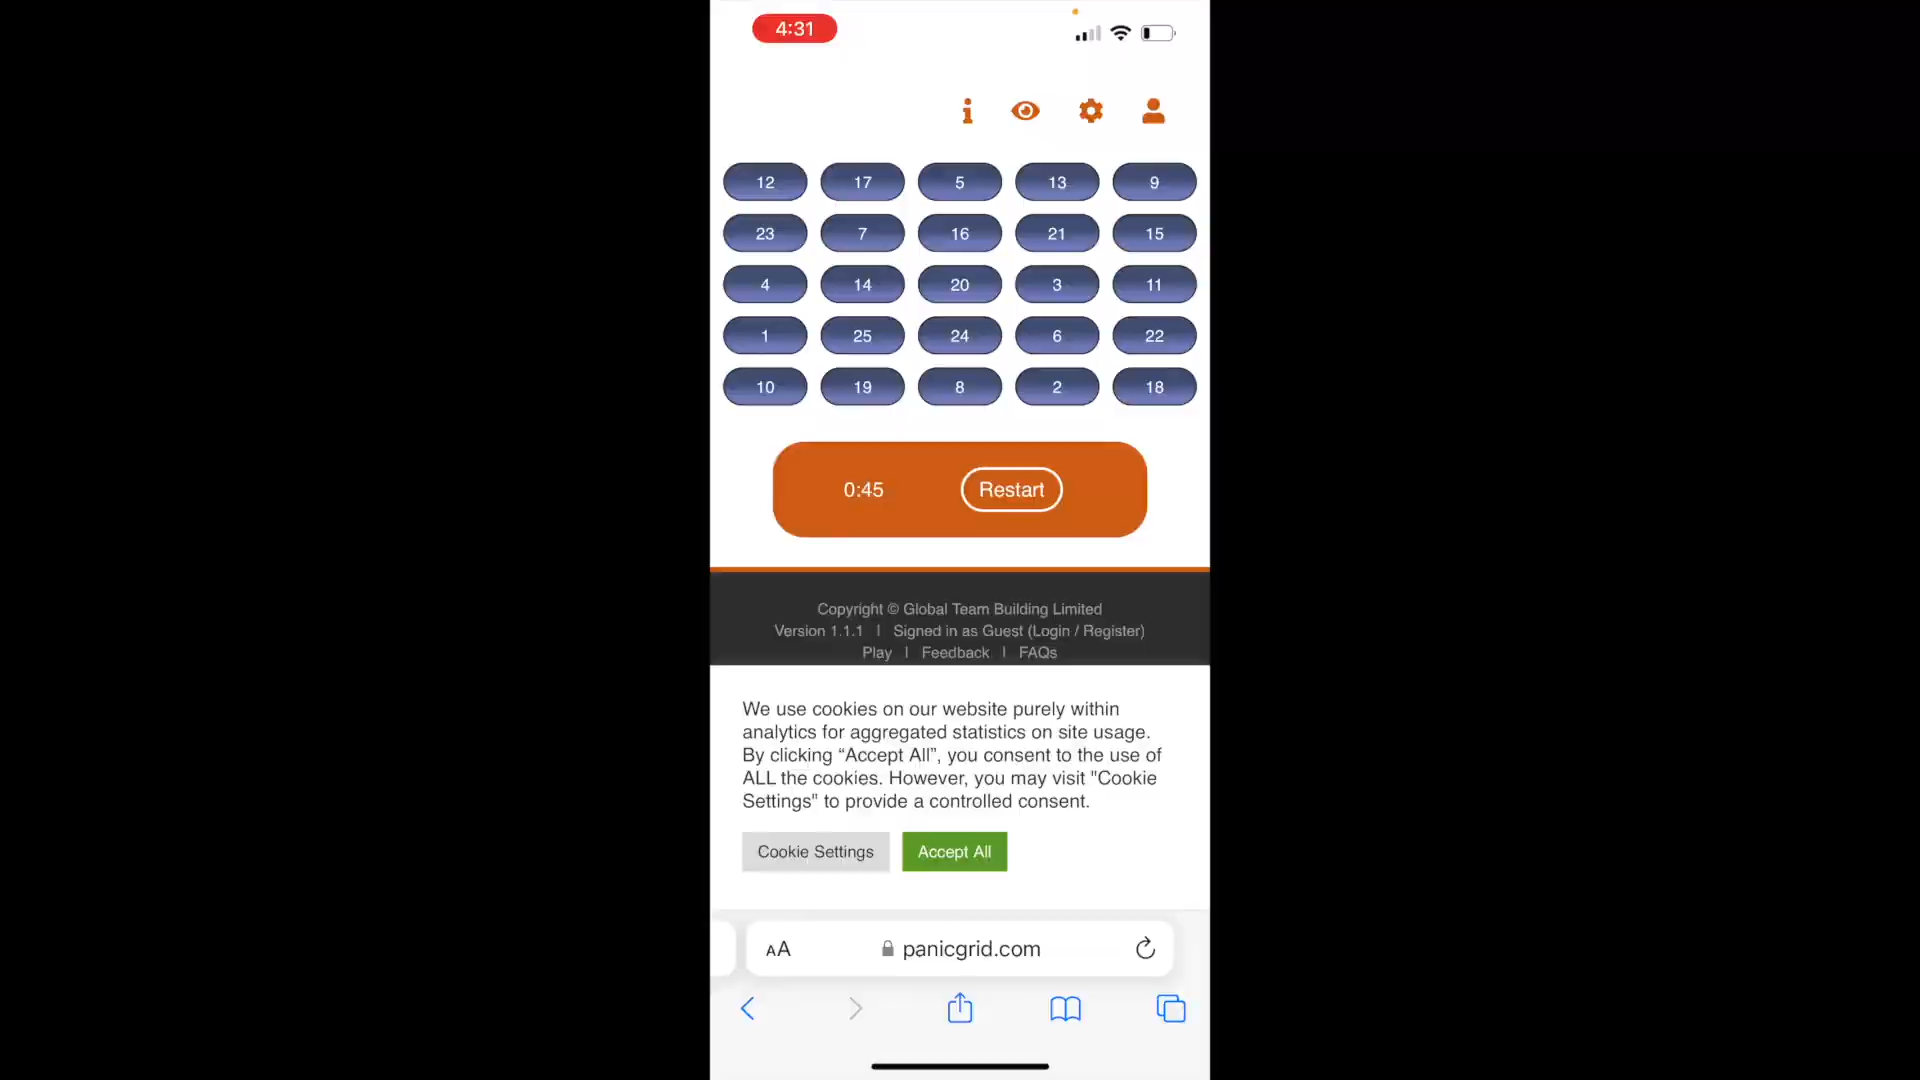 4:31
12 17 5 13 9
23 7 16 21 15
4 14 20 3 11
1 25 24 6 22
10 19 8 2 18
0:45 Restart
Copyright © Global Team Building Limited
Version 1.1.1 | Signed in as Guest (Login / Register)
Play | Feedback | FAQs
We use cookies on our website purely within
analytics for aggregated statistics on site usage.
By clicking “Accept All”, you consent to the use of
ALL the cookies. However, you may visit "Cookie
Settings" to provide a controlled consent.
Cookie Settings Accept All
AA panicgrid.com